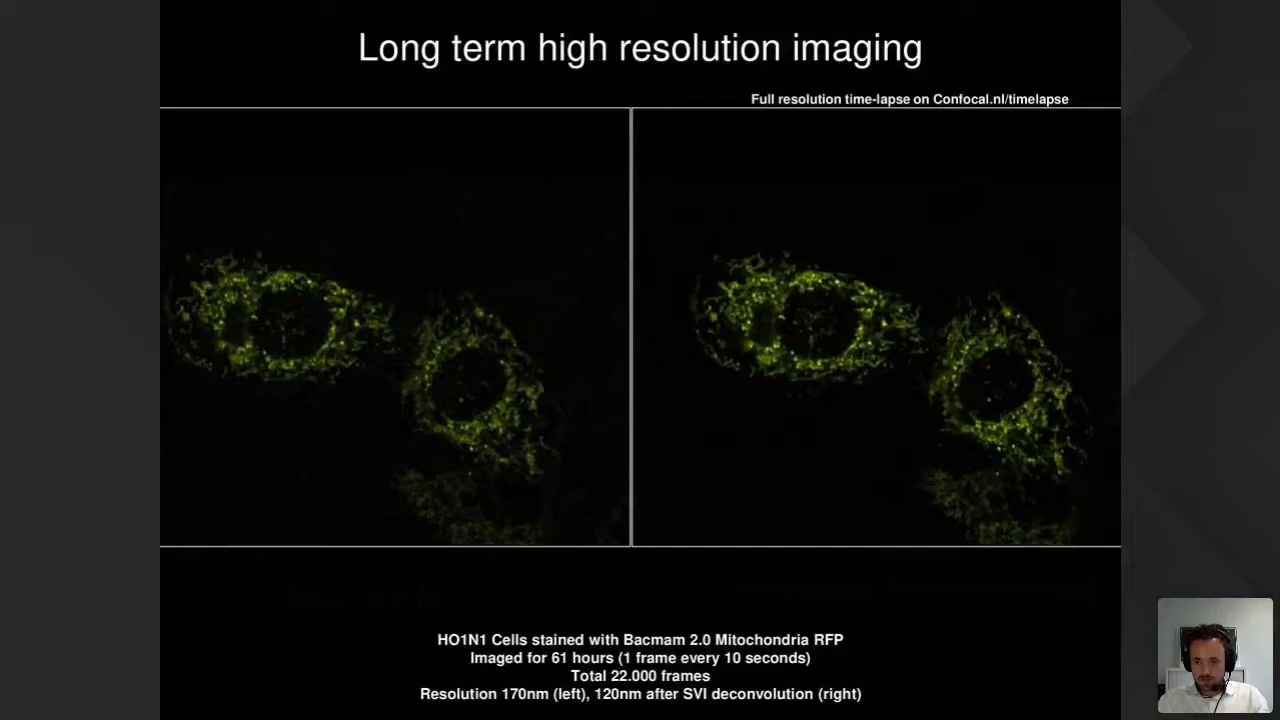 Long term high resolution imaging
Full resolution time-lapse on Confocal.nl/timelapse
HO1N1 Cells stained with Bacmam 2.0 Mitochondria RFP
Imaged for 61 hours (1 frame every 10 seconds)
Total 22.000 frames
Resolution 170nm (left), 120nm after SVI deconvolution (right)